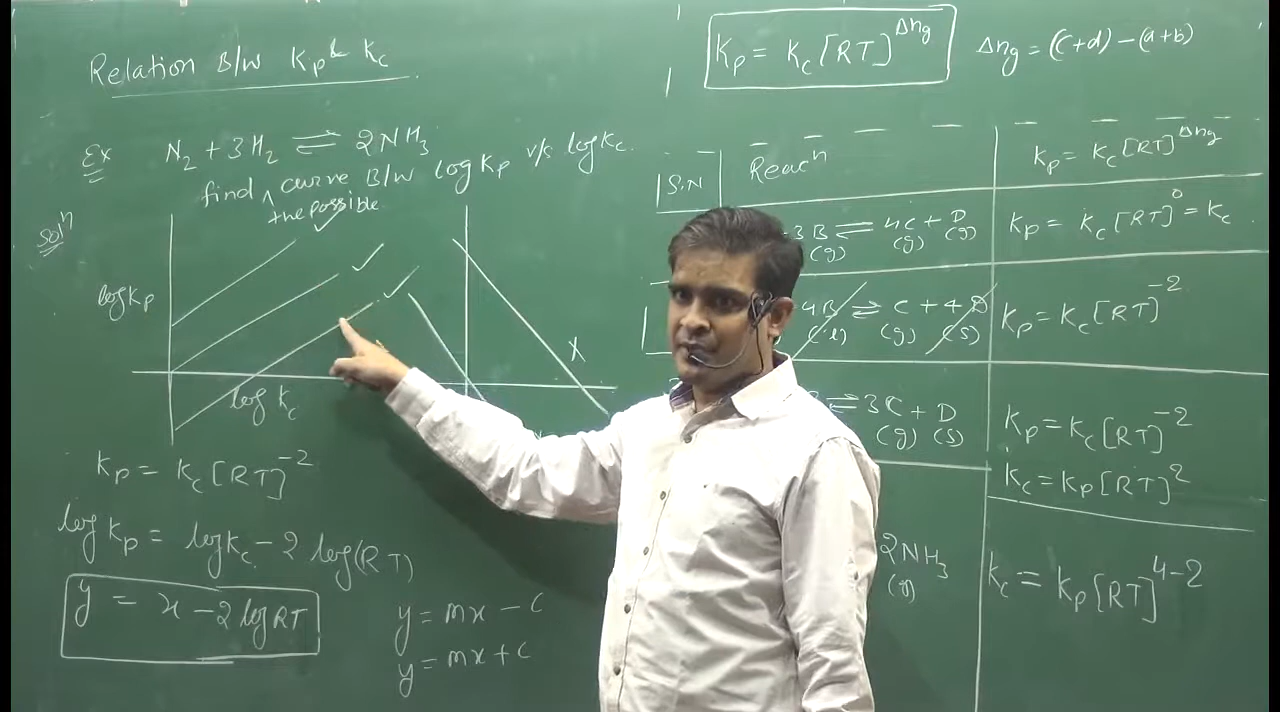 Relation B/W Kp & Kc
Kp = Kc [RT]^Δng
Δng = (c+d) – (a+b)
Ex N₂ + 3H₂ ⇌ 2NH₃
find ^ curve B/W log Kp v/s log Kc.
the possible
Solⁿ
log Kp
log Kc
✓
✓
✓
X
Kp = Kc [RT]⁻²
log Kp = log Kc – 2 log(RT)
y = x – 2 log RT
y = mx – c
y = mx + c
S.N
Reacⁿ
Kp = Kc [RT]^Δng
3B ⇌ 4C + D
(g) (g) (g)
Kp = Kc [RT]⁰ = Kc
4B ⇌ C + 4D
(l) (g) (s)
Kp = Kc [RT]⁻²
⇌ 3C + D
(g) (s)
Kp = Kc [RT]⁻²
Kc = Kp [RT]²
2NH₃
(g)
Kc = Kp [RT]⁴⁻²